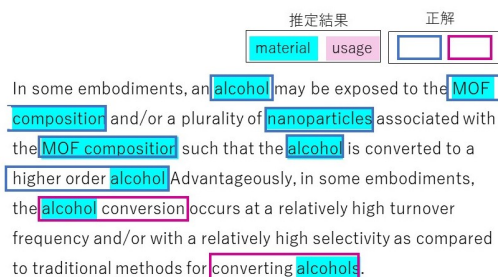 推定結果 正解
material usage
In some embodiments, an alcohol may be exposed to the MOF
composition and/or a plurality of nanoparticles associated with
the MOF composition such that the alcohol is converted to a
higher order alcohol Advantageously, in some embodiments,
the alcohol conversion occurs at a relatively high turnover
frequency and/or with a relatively high selectivity as compared
to traditional methods for converting alcohols.